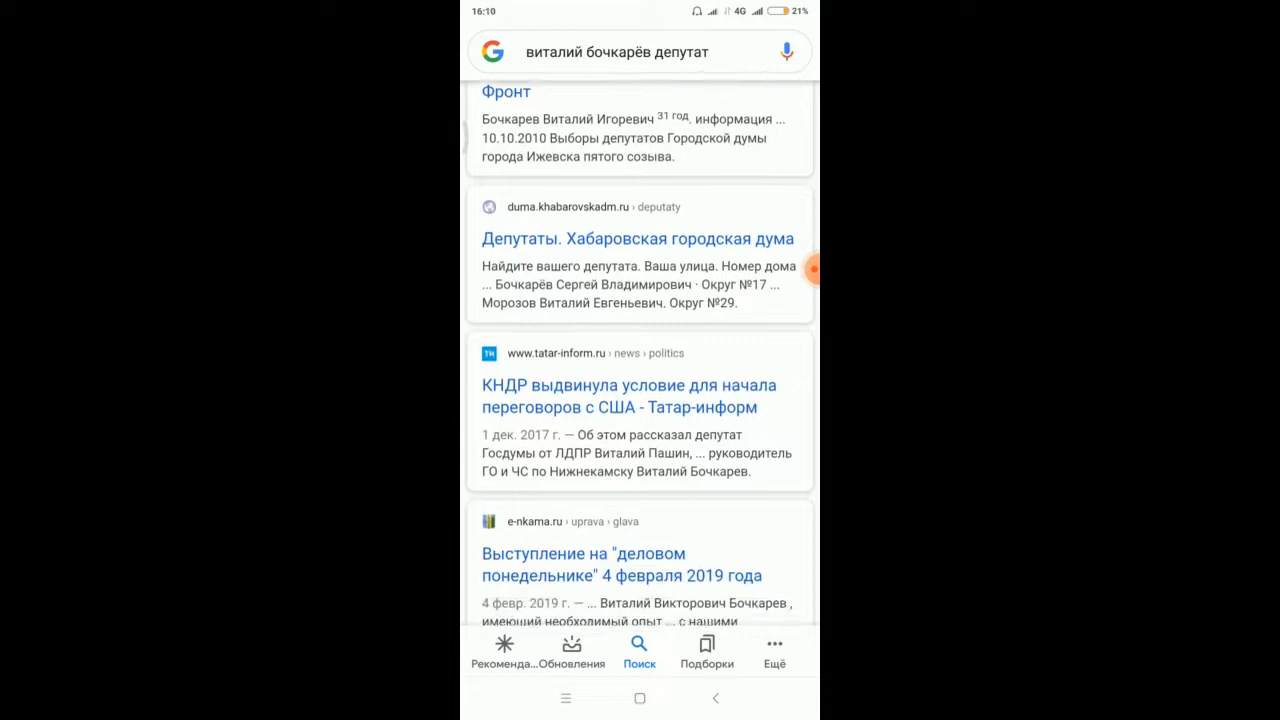 16:10 4G 21%
виталий бочкарёв депутат
Фронт
Бочкарев Виталий Игоревич 31 год. информация ...
10.10.2010 Выборы депутатов Городской думы
города Ижевска пятого созыва.
duma.khabarovskadm.ru › deputaty
Депутаты. Хабаровская городская дума
Найдите вашего депутата. Ваша улица. Номер дома
... Бочкарёв Сергей Владимирович · Округ №17 ...
Морозов Виталий Евгеньевич. Округ №29.
www.tatar-inform.ru › news › politics
КНДР выдвинула условие для начала
переговоров с США - Татар-информ
1 дек. 2017 г. — Об этом рассказал депутат
Госдумы от ЛДПР Виталий Пашин, ... руководитель
ГО и ЧС по Нижнекамску Виталий Бочкарев.
e-nkama.ru › uprava › glava
Выступление на "деловом
понедельнике" 4 февраля 2019 года
4 февр. 2019 г. — ... Виталий Викторович Бочкарев ,
имеющий необходимый опыт ... с нашими
Рекоменда... Обновления Поиск Подборки Ещё